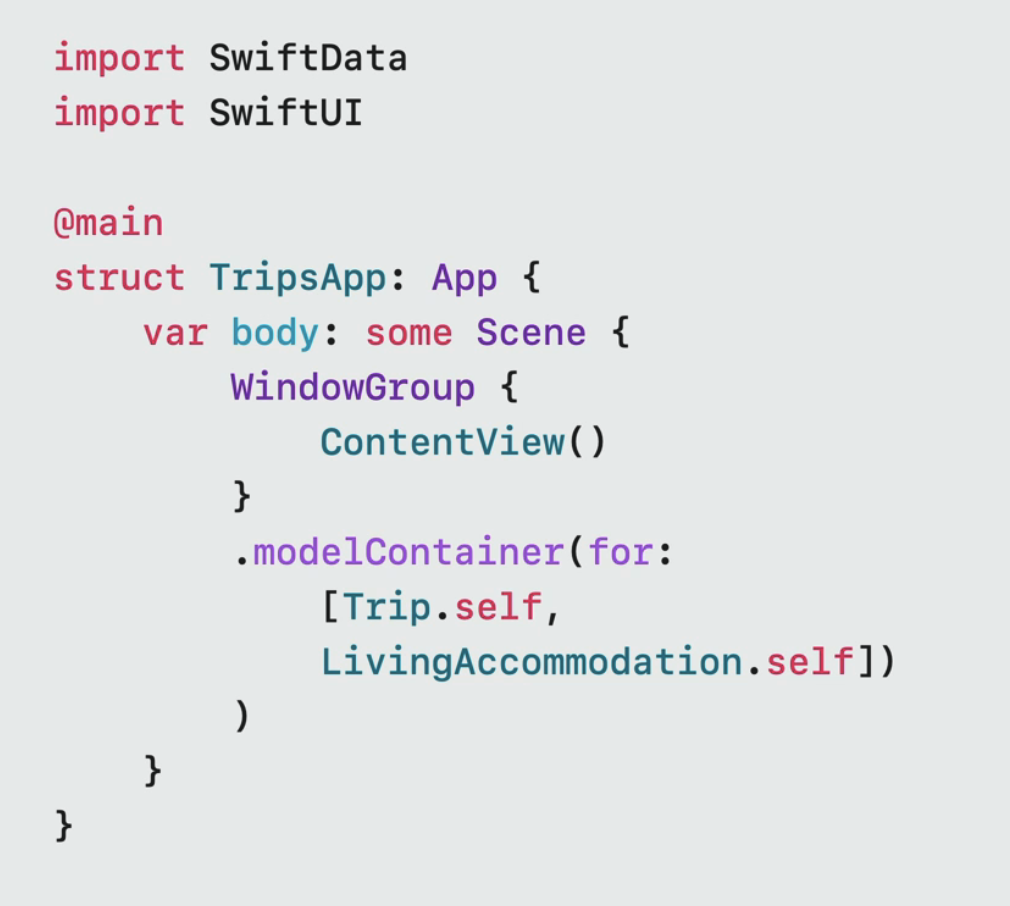 import SwiftData
import SwiftUI

@main
struct TripsApp: App {
    var body: some Scene {
        WindowGroup {
            ContentView()
        }
        .modelContainer(for:
            [Trip.self,
            LivingAccommodation.self])
        )
    }
}